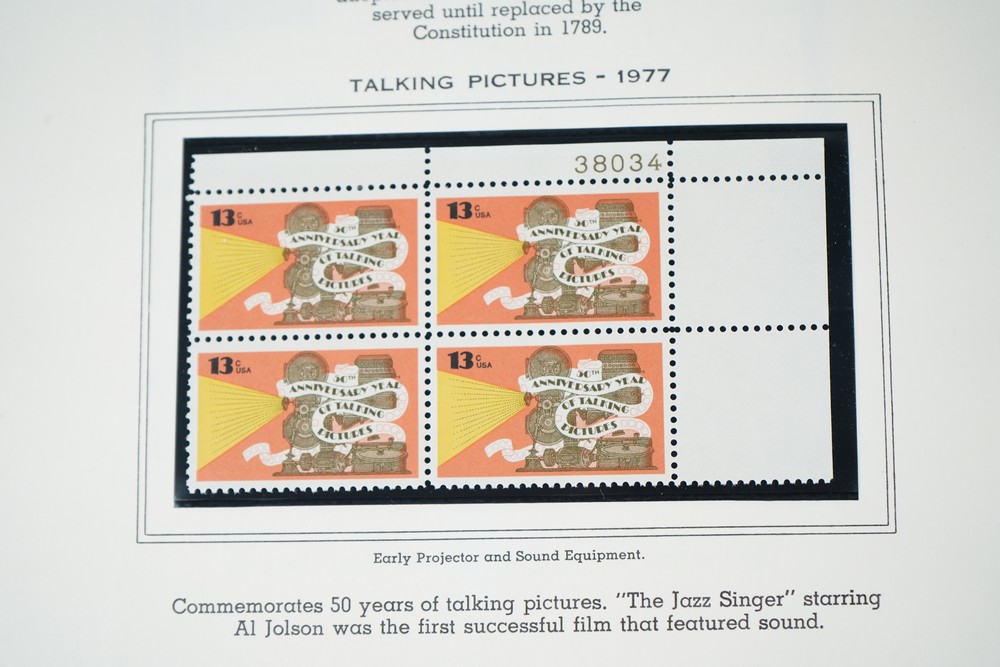 served until replaced by the
Constitution in 1789.
TALKING PICTURES - 1977
38034
13c USA
50TH
ANNIVERSARY YEAR
OF TALKING
PICTURES
13c USA
50TH
ANNIVERSARY YEAR
OF TALKING
PICTURES
13c USA
50TH
ANNIVERSARY YEAR
OF TALKING
PICTURES
13c USA
50TH
ANNIVERSARY YEAR
OF TALKING
PICTURES
Early Projector and Sound Equipment.
Commemorates 50 years of talking pictures. "The Jazz Singer" starring
Al Jolson was the first successful film that featured sound.